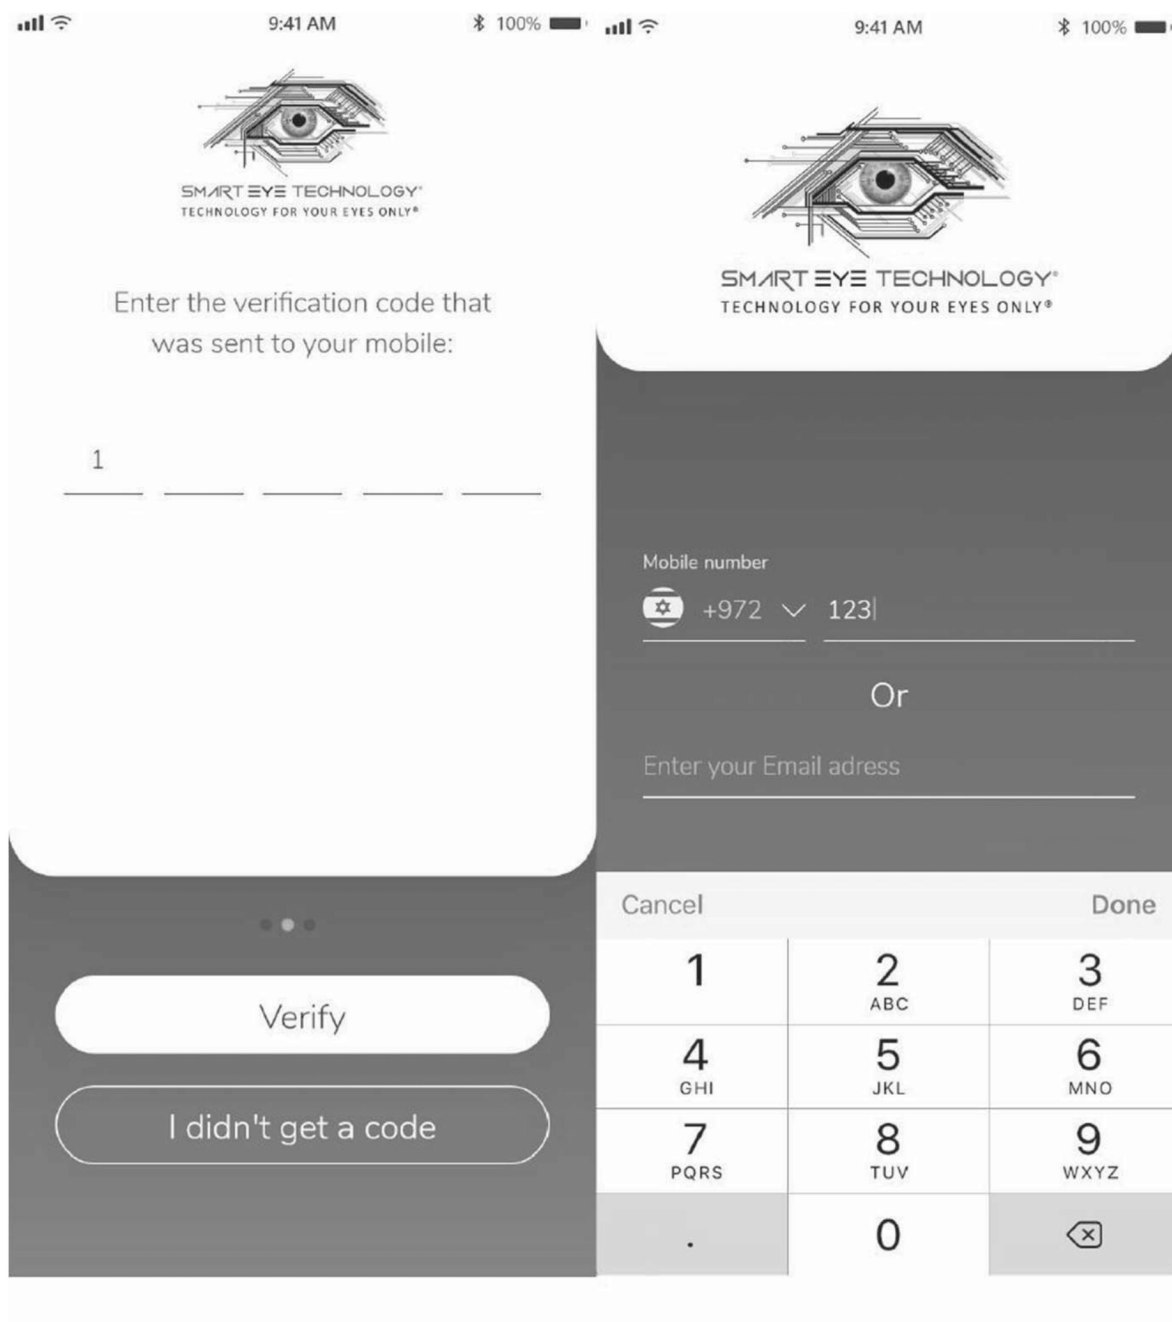 9:41 AM
100%
SMART EYE TECHNOLOGY®
TECHNOLOGY FOR YOUR EYES ONLY®
Enter the verification code that
was sent to your mobile:
1
Verify
I didn't get a code
9:41 AM
100%
SMART EYE TECHNOLOGY®
TECHNOLOGY FOR YOUR EYES ONLY®
Mobile number
+972
123
Or
Enter your Email adress
Cancel
Done
1
2
3
ABC
DEF
4
5
6
GHI
JKL
MNO
7
8
9
PQRS
TUV
WXYZ
.
0